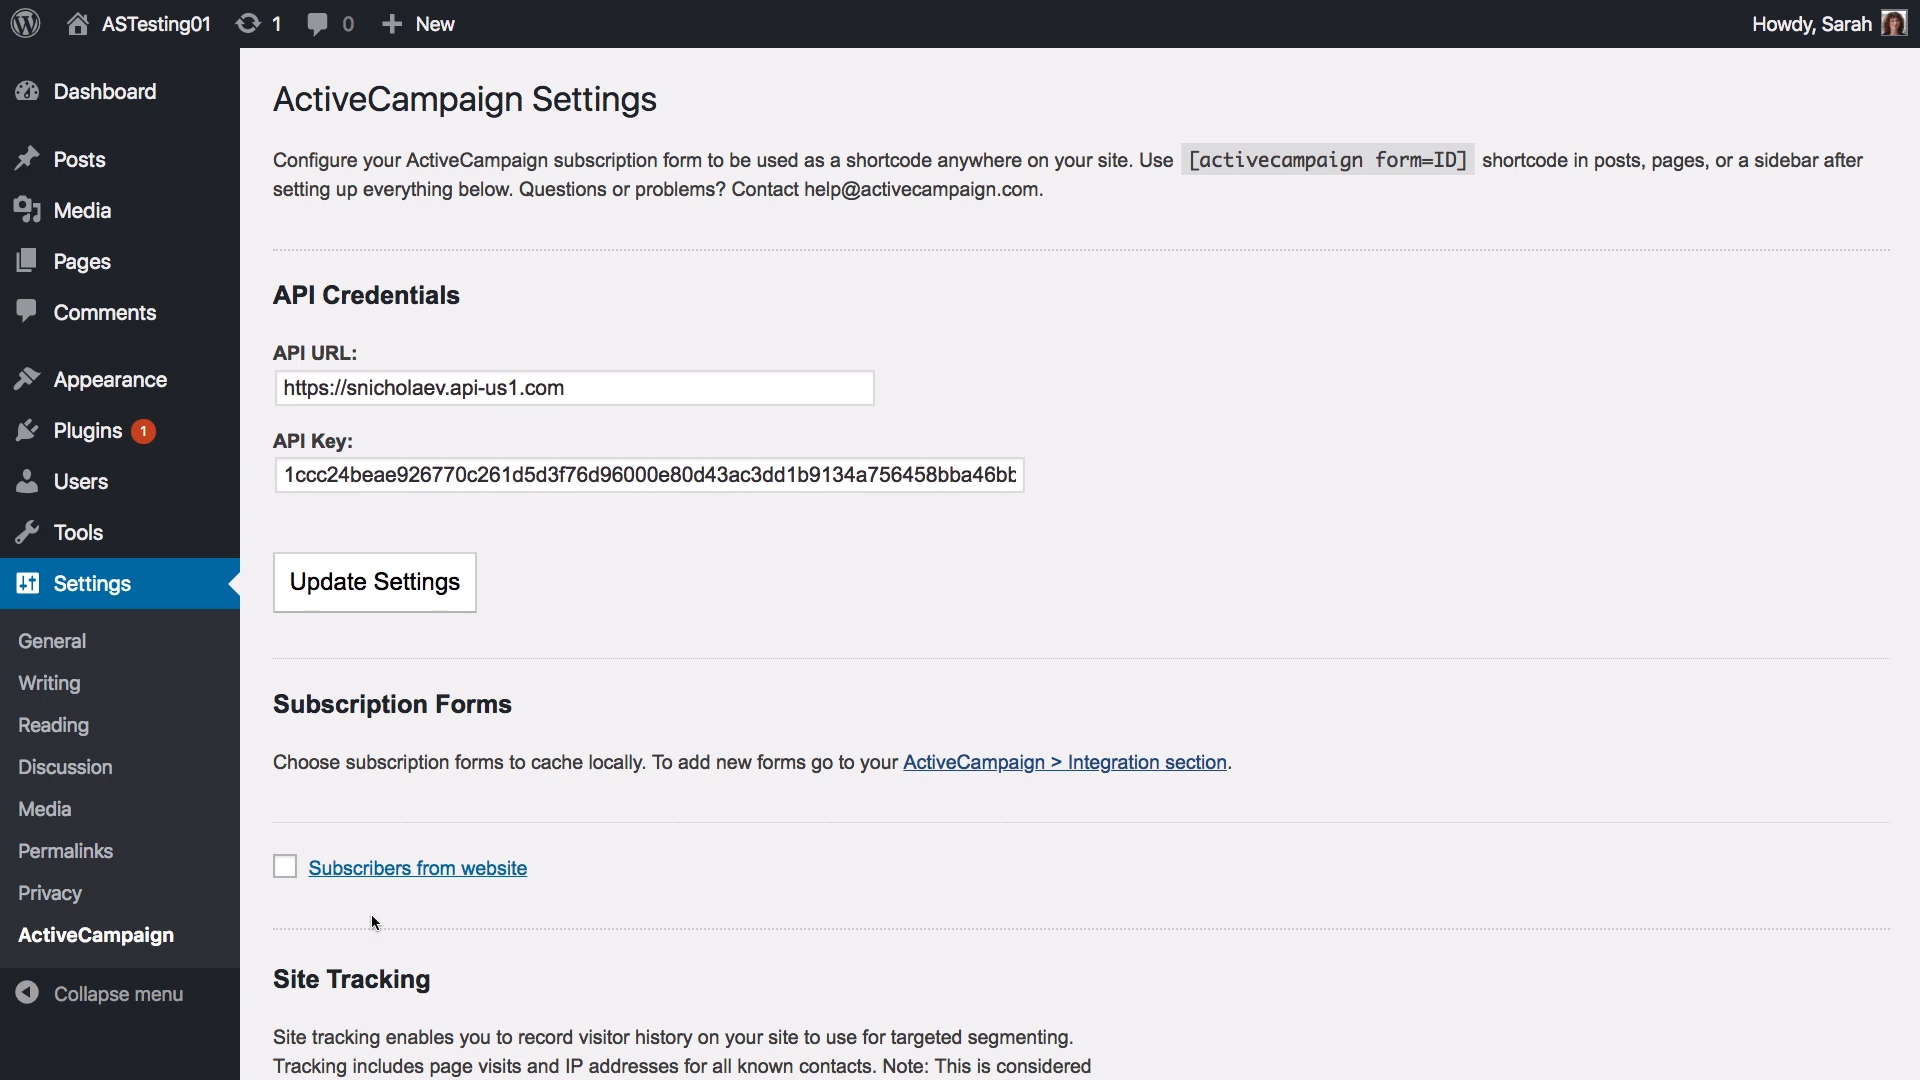 ASTesting01 1 0 New Howdy, Sarah
Dashboard
Posts
Media
Pages
Comments
Appearance
Plugins 1
Users
Tools
Settings
General
Writing
Reading
Discussion
Media
Permalinks
Privacy
ActiveCampaign
Collapse menu
ActiveCampaign Settings
Configure your ActiveCampaign subscription form to be used as a shortcode anywhere on your site. Use [activecampaign form=ID] shortcode in posts, pages, or a sidebar after
setting up everything below. Questions or problems? Contact help@activecampaign.com.
API Credentials
API URL:
https://snicholaev.api-us1.com
API Key:
1ccc24beae926770c261d5d3f76d96000e80d43ac3dd1b9134a756458bba46bb
Update Settings
Subscription Forms
Choose subscription forms to cache locally. To add new forms go to your ActiveCampaign > Integration section.
Subscribers from website
Site Tracking
Site tracking enables you to record visitor history on your site to use for targeted segmenting.
Tracking includes page visits and IP addresses for all known contacts. Note: This is considered